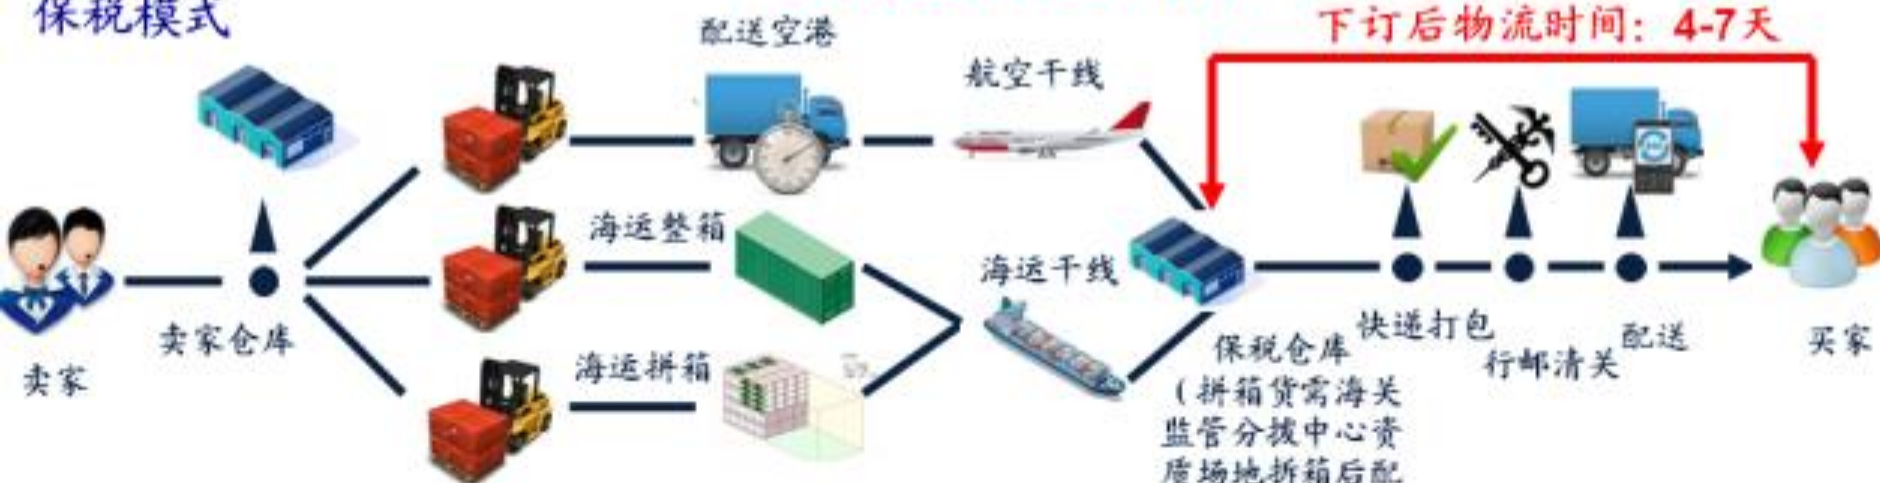 保税模式
下订后物流时间：4-7天
配送空港
航空干线
海运整箱
海运干线
卖家仓库
快递打包
配送
买家
保税仓库
行邮清关
海运拼箱
卖家
（拼箱货需海关
监管分拨中心资
质场地拆箱后配